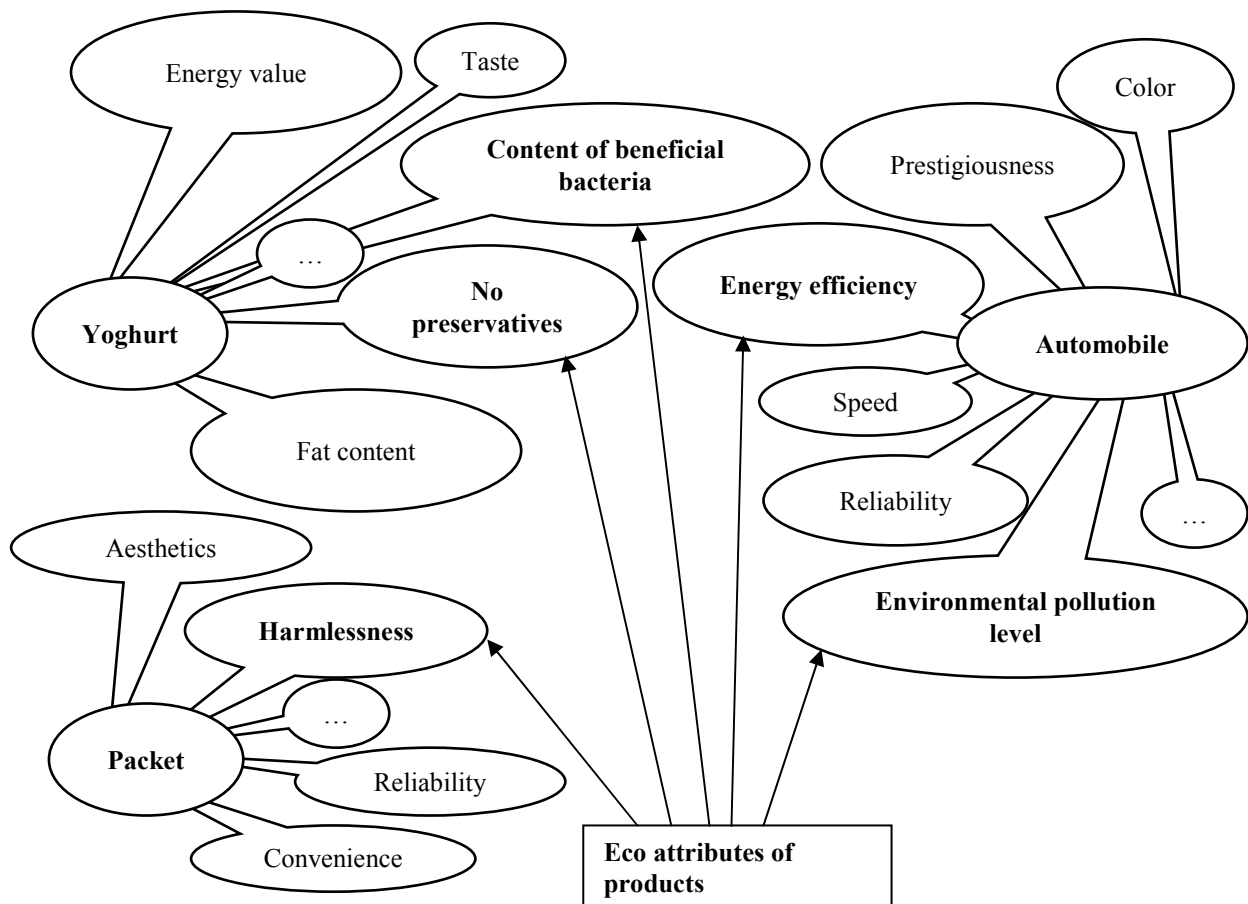 Energy value
Taste
Color
Content of beneficial
bacteria
Prestigiousness
…
Energy efficiency
No
preservatives
Yoghurt
Automobile
Speed
Fat content
Reliability
…
Aesthetics
Environmental pollution
level
Harmlessness
…
Packet
Reliability
Convenience
Eco attributes of
products